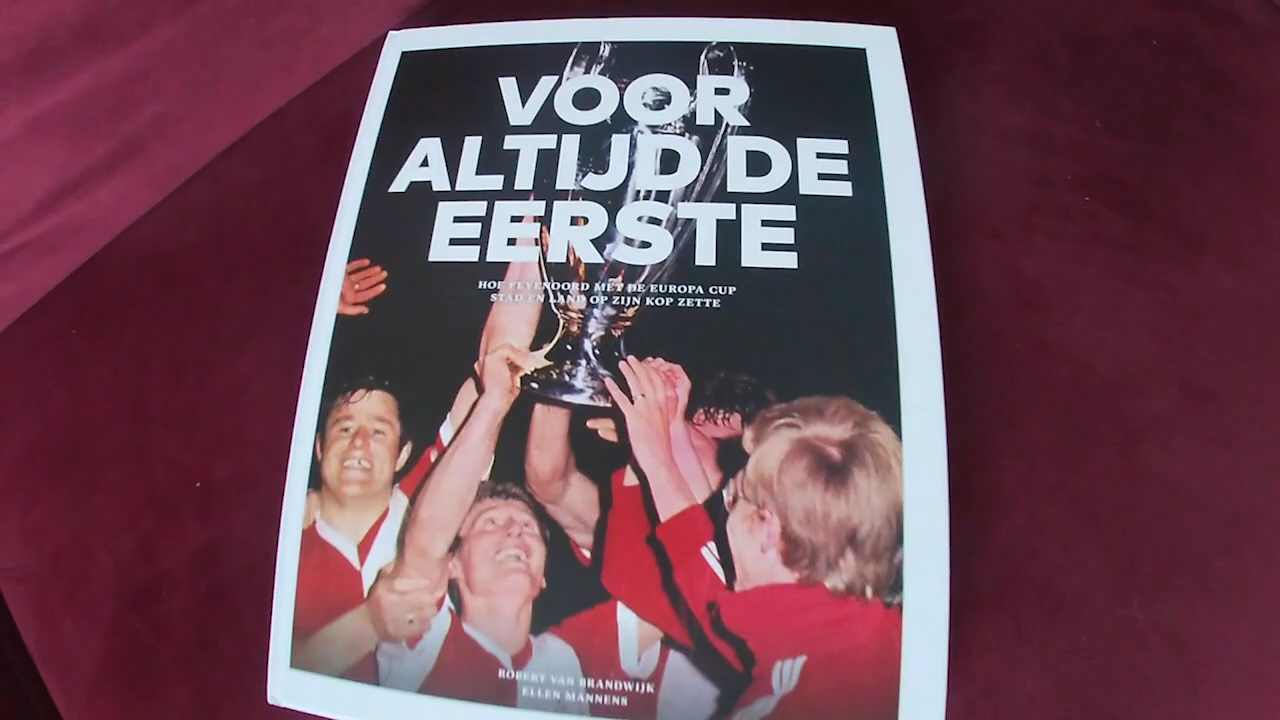 VOOR
ALTIJD DE
EERSTE
HOE FEYENOORD MET DE EUROPA CUP
STAD EN LAND OP ZIJN KOP ZETTE
ROBERT VAN BRANDWIJK
ELLEN MANNENS